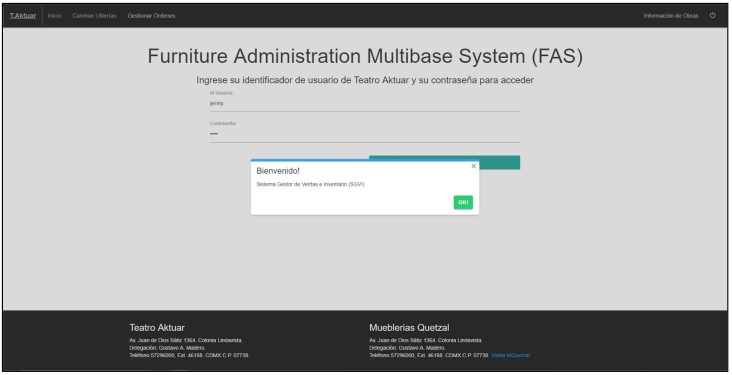 T.Aktuar Inicio Cambiar Utilerías Gestionar Ordenes Información de Obras
Furniture Administration Multibase System (FAS)
Ingrese su identificador de usuario de Teatro Aktuar y su contraseña para acceder
Id Usuario:
jenny
Contraseña:
Bienvenido!
Sistema Gestor de Ventas e Inventario (SGVI)
OK!
Teatro Aktuar
Av. Juan de Dios Bátiz 1364. Colonia Lindavista.
Delegación: Gustavo A. Madero.
Teléfono 57296000, Ext. 46188. CDMX C.P. 07738.
Mueblerias Quetzal
Av. Juan de Dios Bátiz 1364. Colonia Lindavista.
Delegación: Gustavo A. Madero.
Teléfono 57296000, Ext. 46188. CDMX C.P. 07738. Visitar MQuetzal